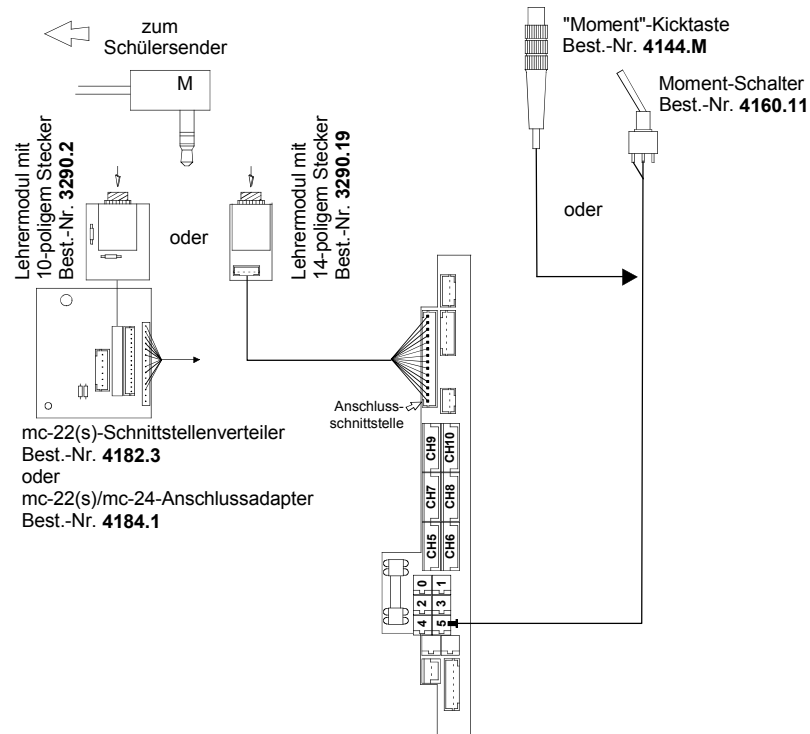 zum
Schülersender
M
"Moment"-Kicktaste
Best.-Nr. 4144.M
Moment-Schalter
Best.-Nr. 4160.11
oder
Lehrermodul mit
10-poligem Stecker
Best.-Nr. 3290.2
oder
Lehrermodul mit
14-poligem Stecker
Best.-Nr. 3290.19
Anschluss-
schnittstelle
mc-22(s)-Schnittstellenverteiler
Best.-Nr. 4182.3
oder
mc-22(s)/mc-24-Anschlussadapter
Best.-Nr. 4184.1
CH9 CH10
CH7 CH8
CH5 CH6
0 1
2 3
4 5